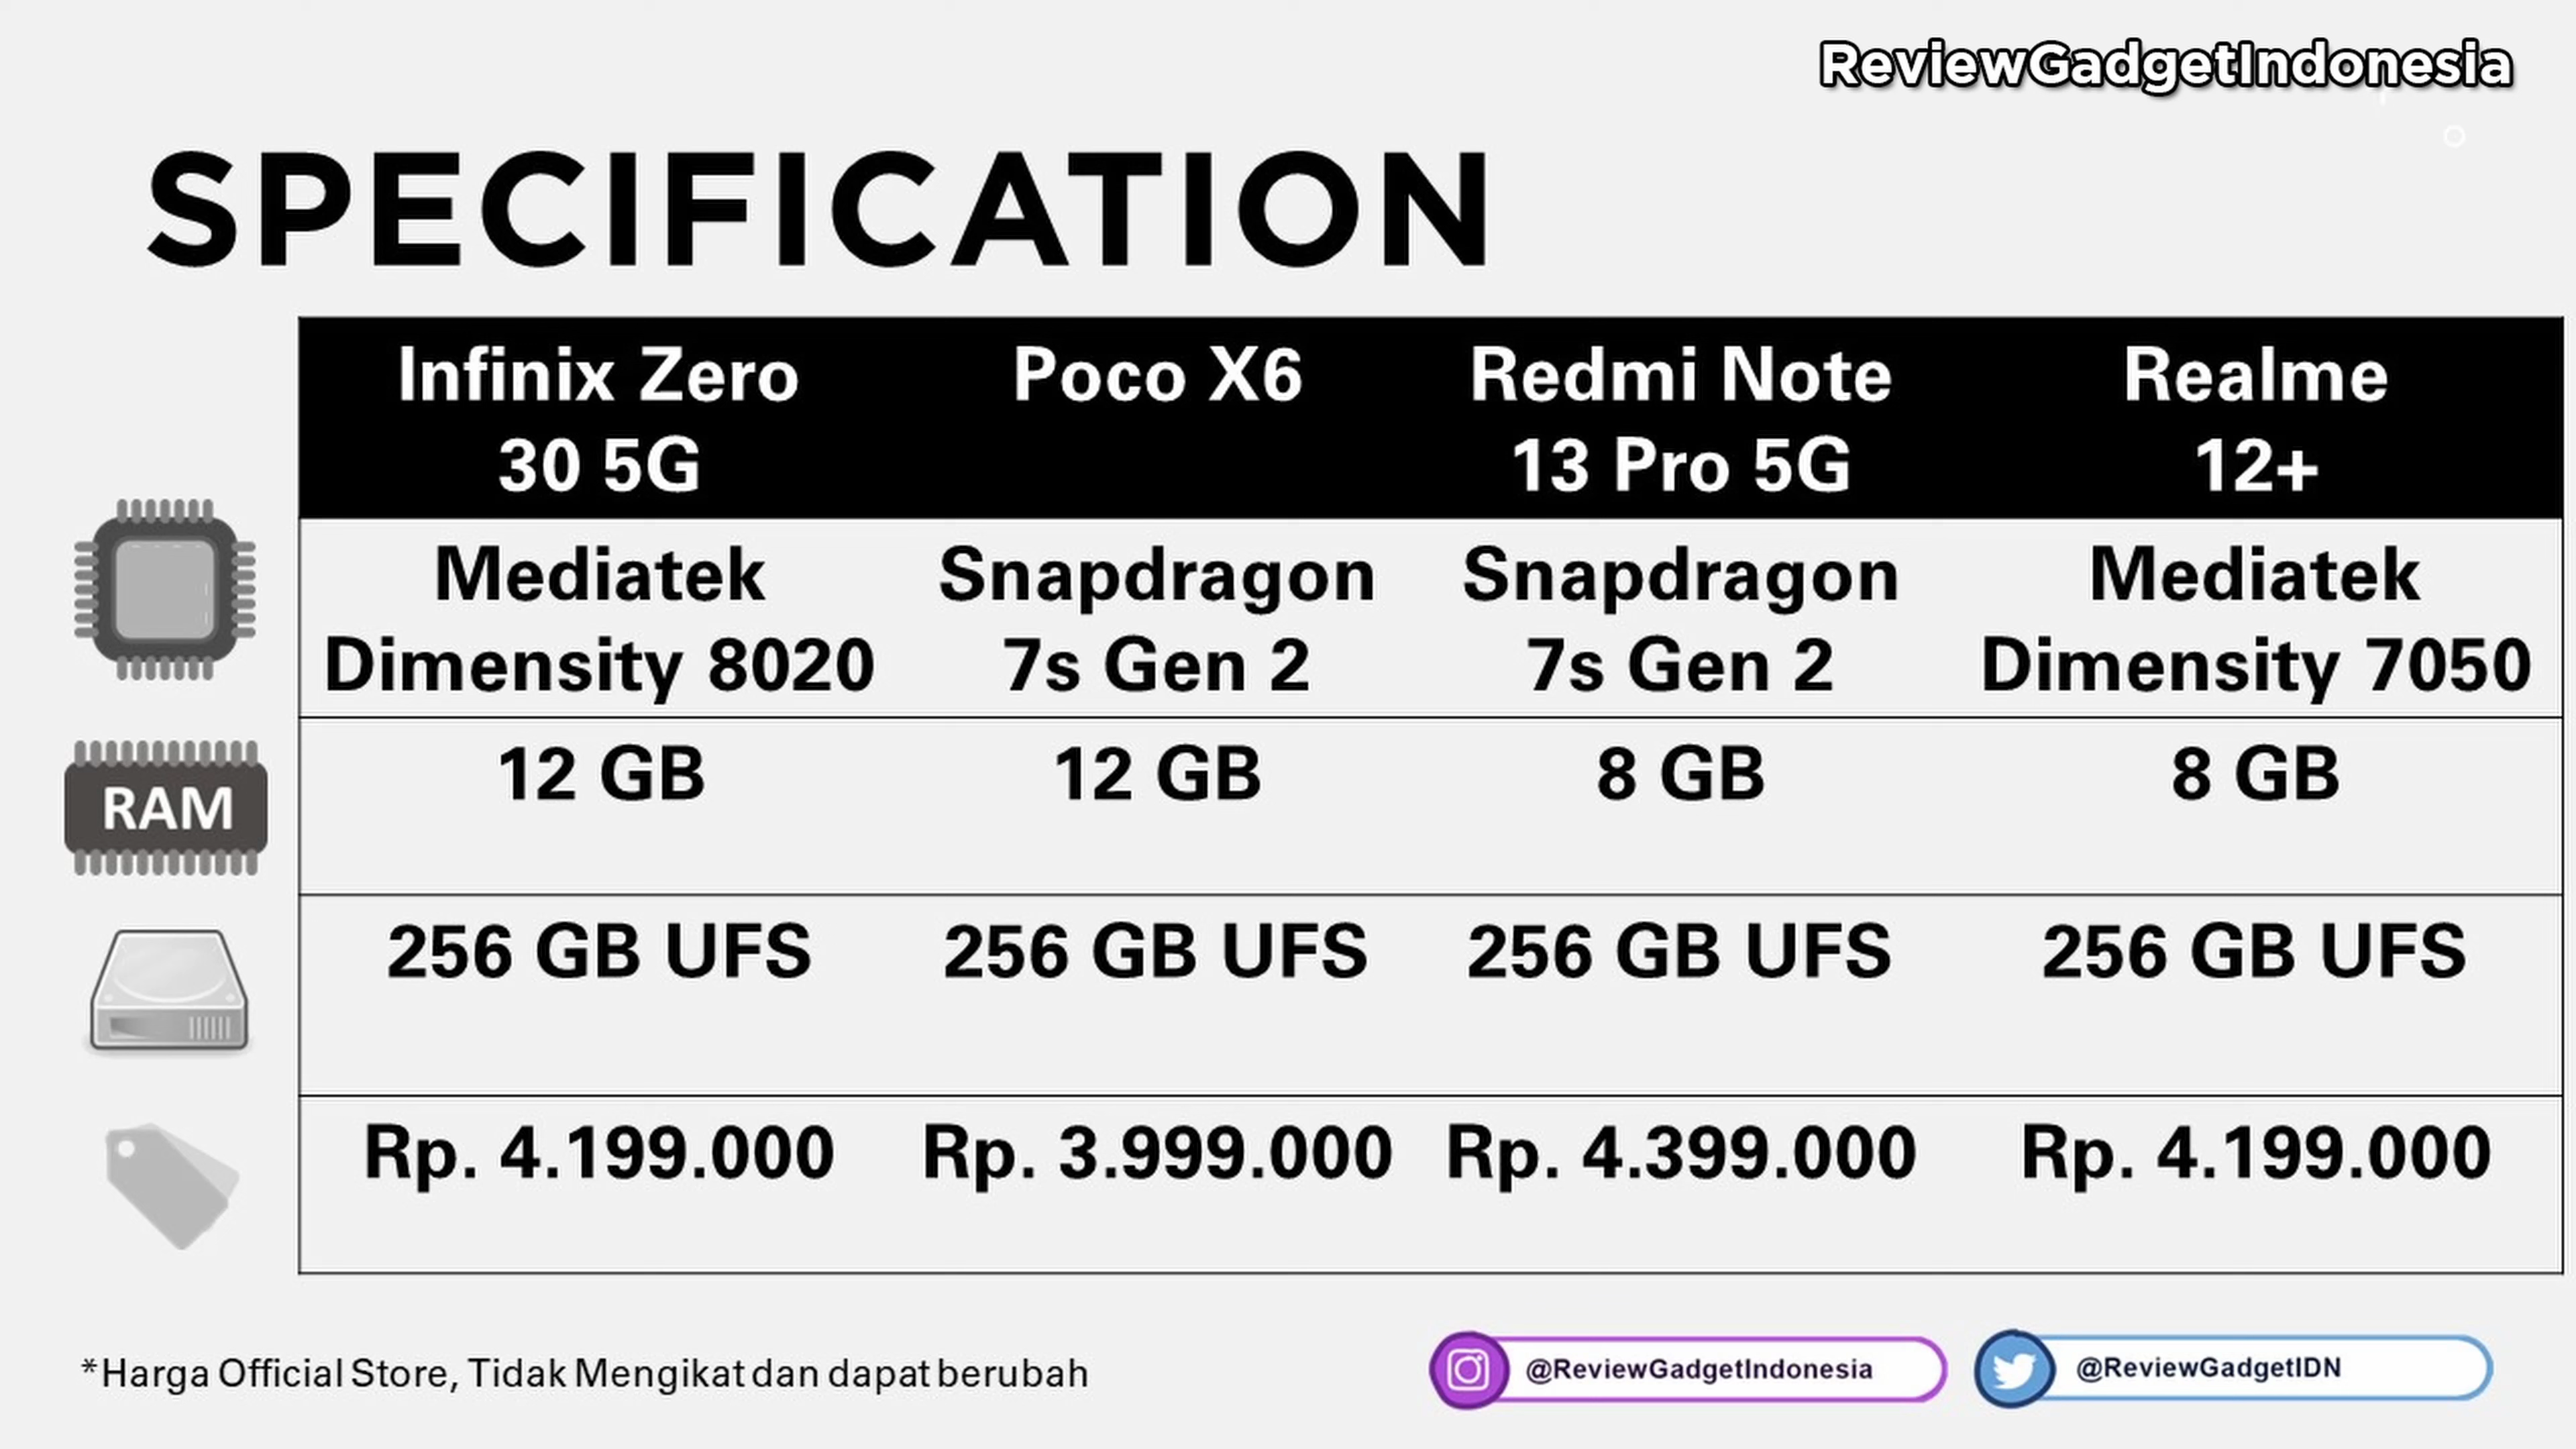 ReviewGadgetIndonesia
SPECIFICATION
Infinix Zero 30 5G
Poco X6
Redmi Note 13 Pro 5G
Realme 12+
Mediatek Dimensity 8020
Snapdragon 7s Gen 2
Snapdragon 7s Gen 2
Mediatek Dimensity 7050
RAM
12 GB
12 GB
8 GB
8 GB
256 GB UFS
256 GB UFS
256 GB UFS
256 GB UFS
Rp. 4.199.000
Rp. 3.999.000
Rp. 4.399.000
Rp. 4.199.000
*Harga Official Store, Tidak Mengikat dan dapat berubah
@ReviewGadgetIndonesia
@ReviewGadgetIDN